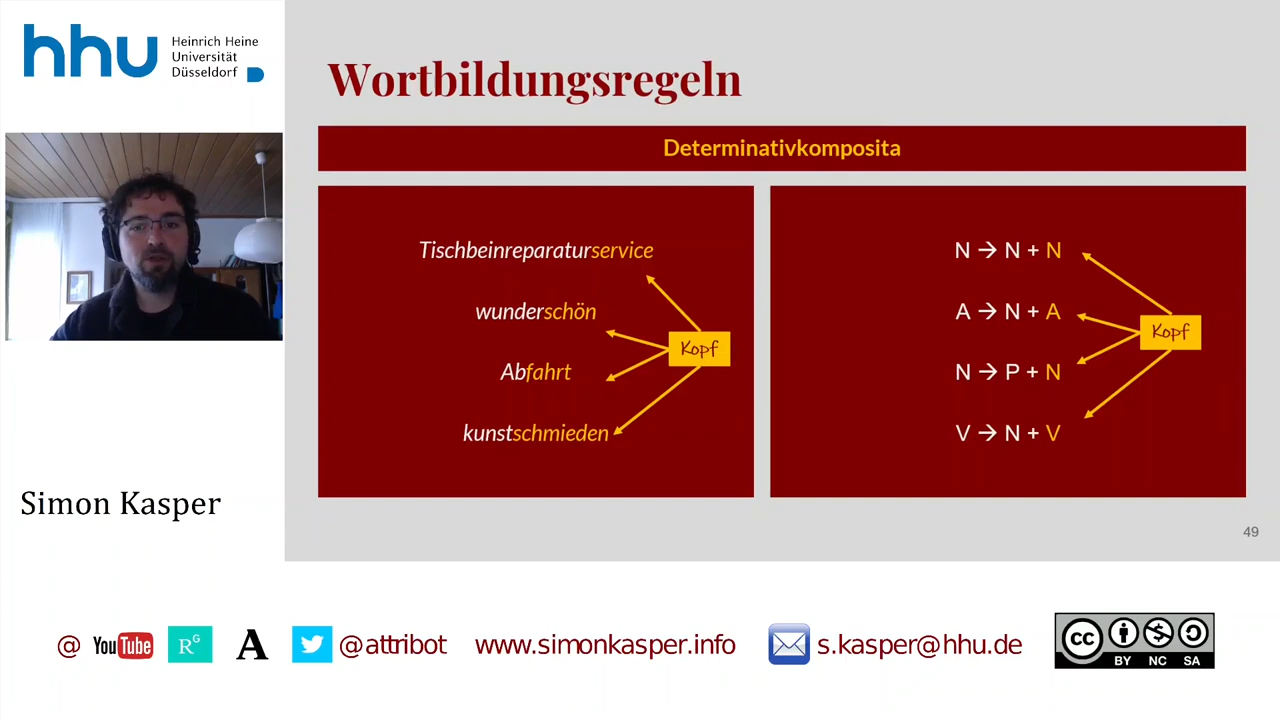 hhu Heinrich Heine
Universität
Düsseldorf
Wortbildungsregeln
Determinativkomposita
Tischbeinreparaturservice
wunderschön
Abfahrt
kunstschmieden
Kopf
N → N + N
A → N + A
N → P + N
V → N + V
Kopf
Simon Kasper
49
@ YouTube RG A @attribot www.simonkasper.info s.kasper@hhu.de
cc BY NC SA